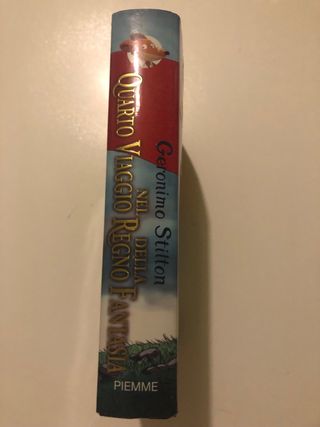 Geronimo Stilton
QUARTO VIAGGIO
NEL
REGNO
DELLA
FANTASIA
PIEMME